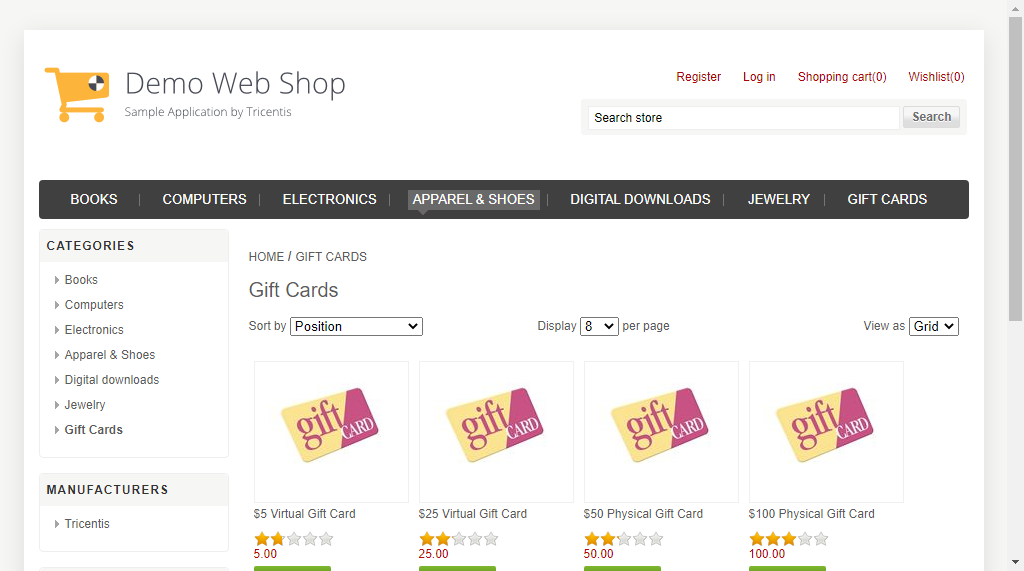 Demo Web Shop
Sample Application by Tricentis
Register Log in Shopping cart(0) Wishlist(0)
Search store Search
BOOKS COMPUTERS ELECTRONICS APPAREL & SHOES DIGITAL DOWNLOADS JEWELRY GIFT CARDS
CATEGORIES
Books
Computers
Electronics
Apparel & Shoes
Digital downloads
Jewelry
Gift Cards
MANUFACTURERS
Tricentis
HOME / GIFT CARDS
Gift Cards
Sort by Position Display 8 per page View as Grid
gift CARD gift CARD gift CARD gift CARD
$5 Virtual Gift Card $25 Virtual Gift Card $50 Physical Gift Card $100 Physical Gift Card
5.00 25.00 50.00 100.00